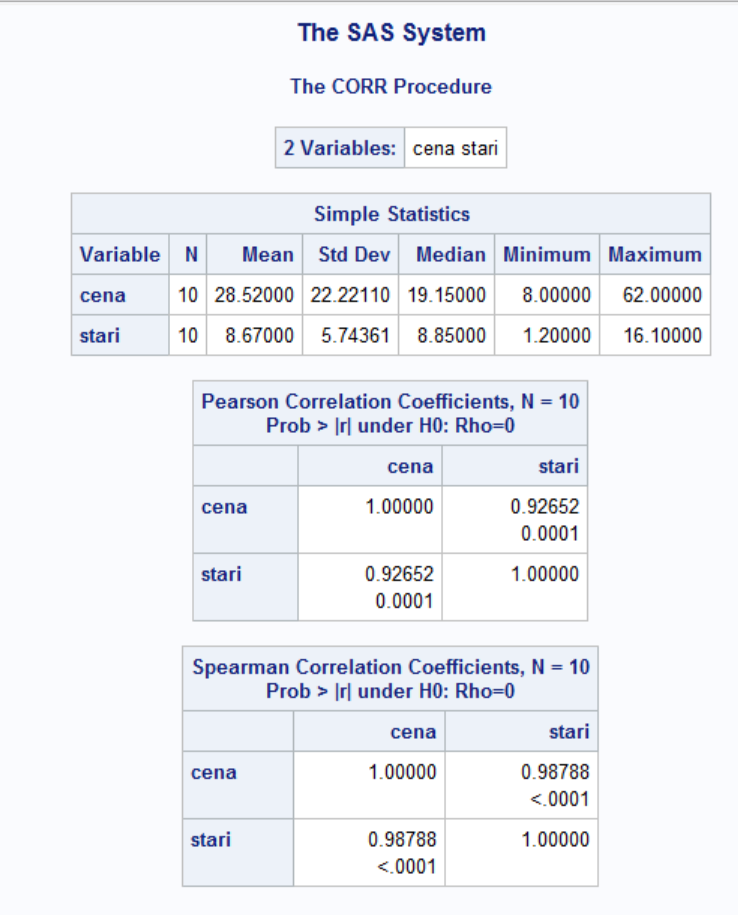 The SAS System
The CORR Procedure
2 Variables: cena stari
Simple Statistics
Variable N Mean Std Dev Median Minimum Maximum
cena 10 28.52000 22.22110 19.15000 8.00000 62.00000
stari 10 8.67000 5.74361 8.85000 1.20000 16.10000
Pearson Correlation Coefficients, N = 10
Prob > |r| under H0: Rho=0
cena stari
cena 1.00000 0.92652
0.0001
stari 0.92652 1.00000
0.0001
Spearman Correlation Coefficients, N = 10
Prob > |r| under H0: Rho=0
cena stari
cena 1.00000 0.98788
<.0001
stari 0.98788 1.00000
<.0001